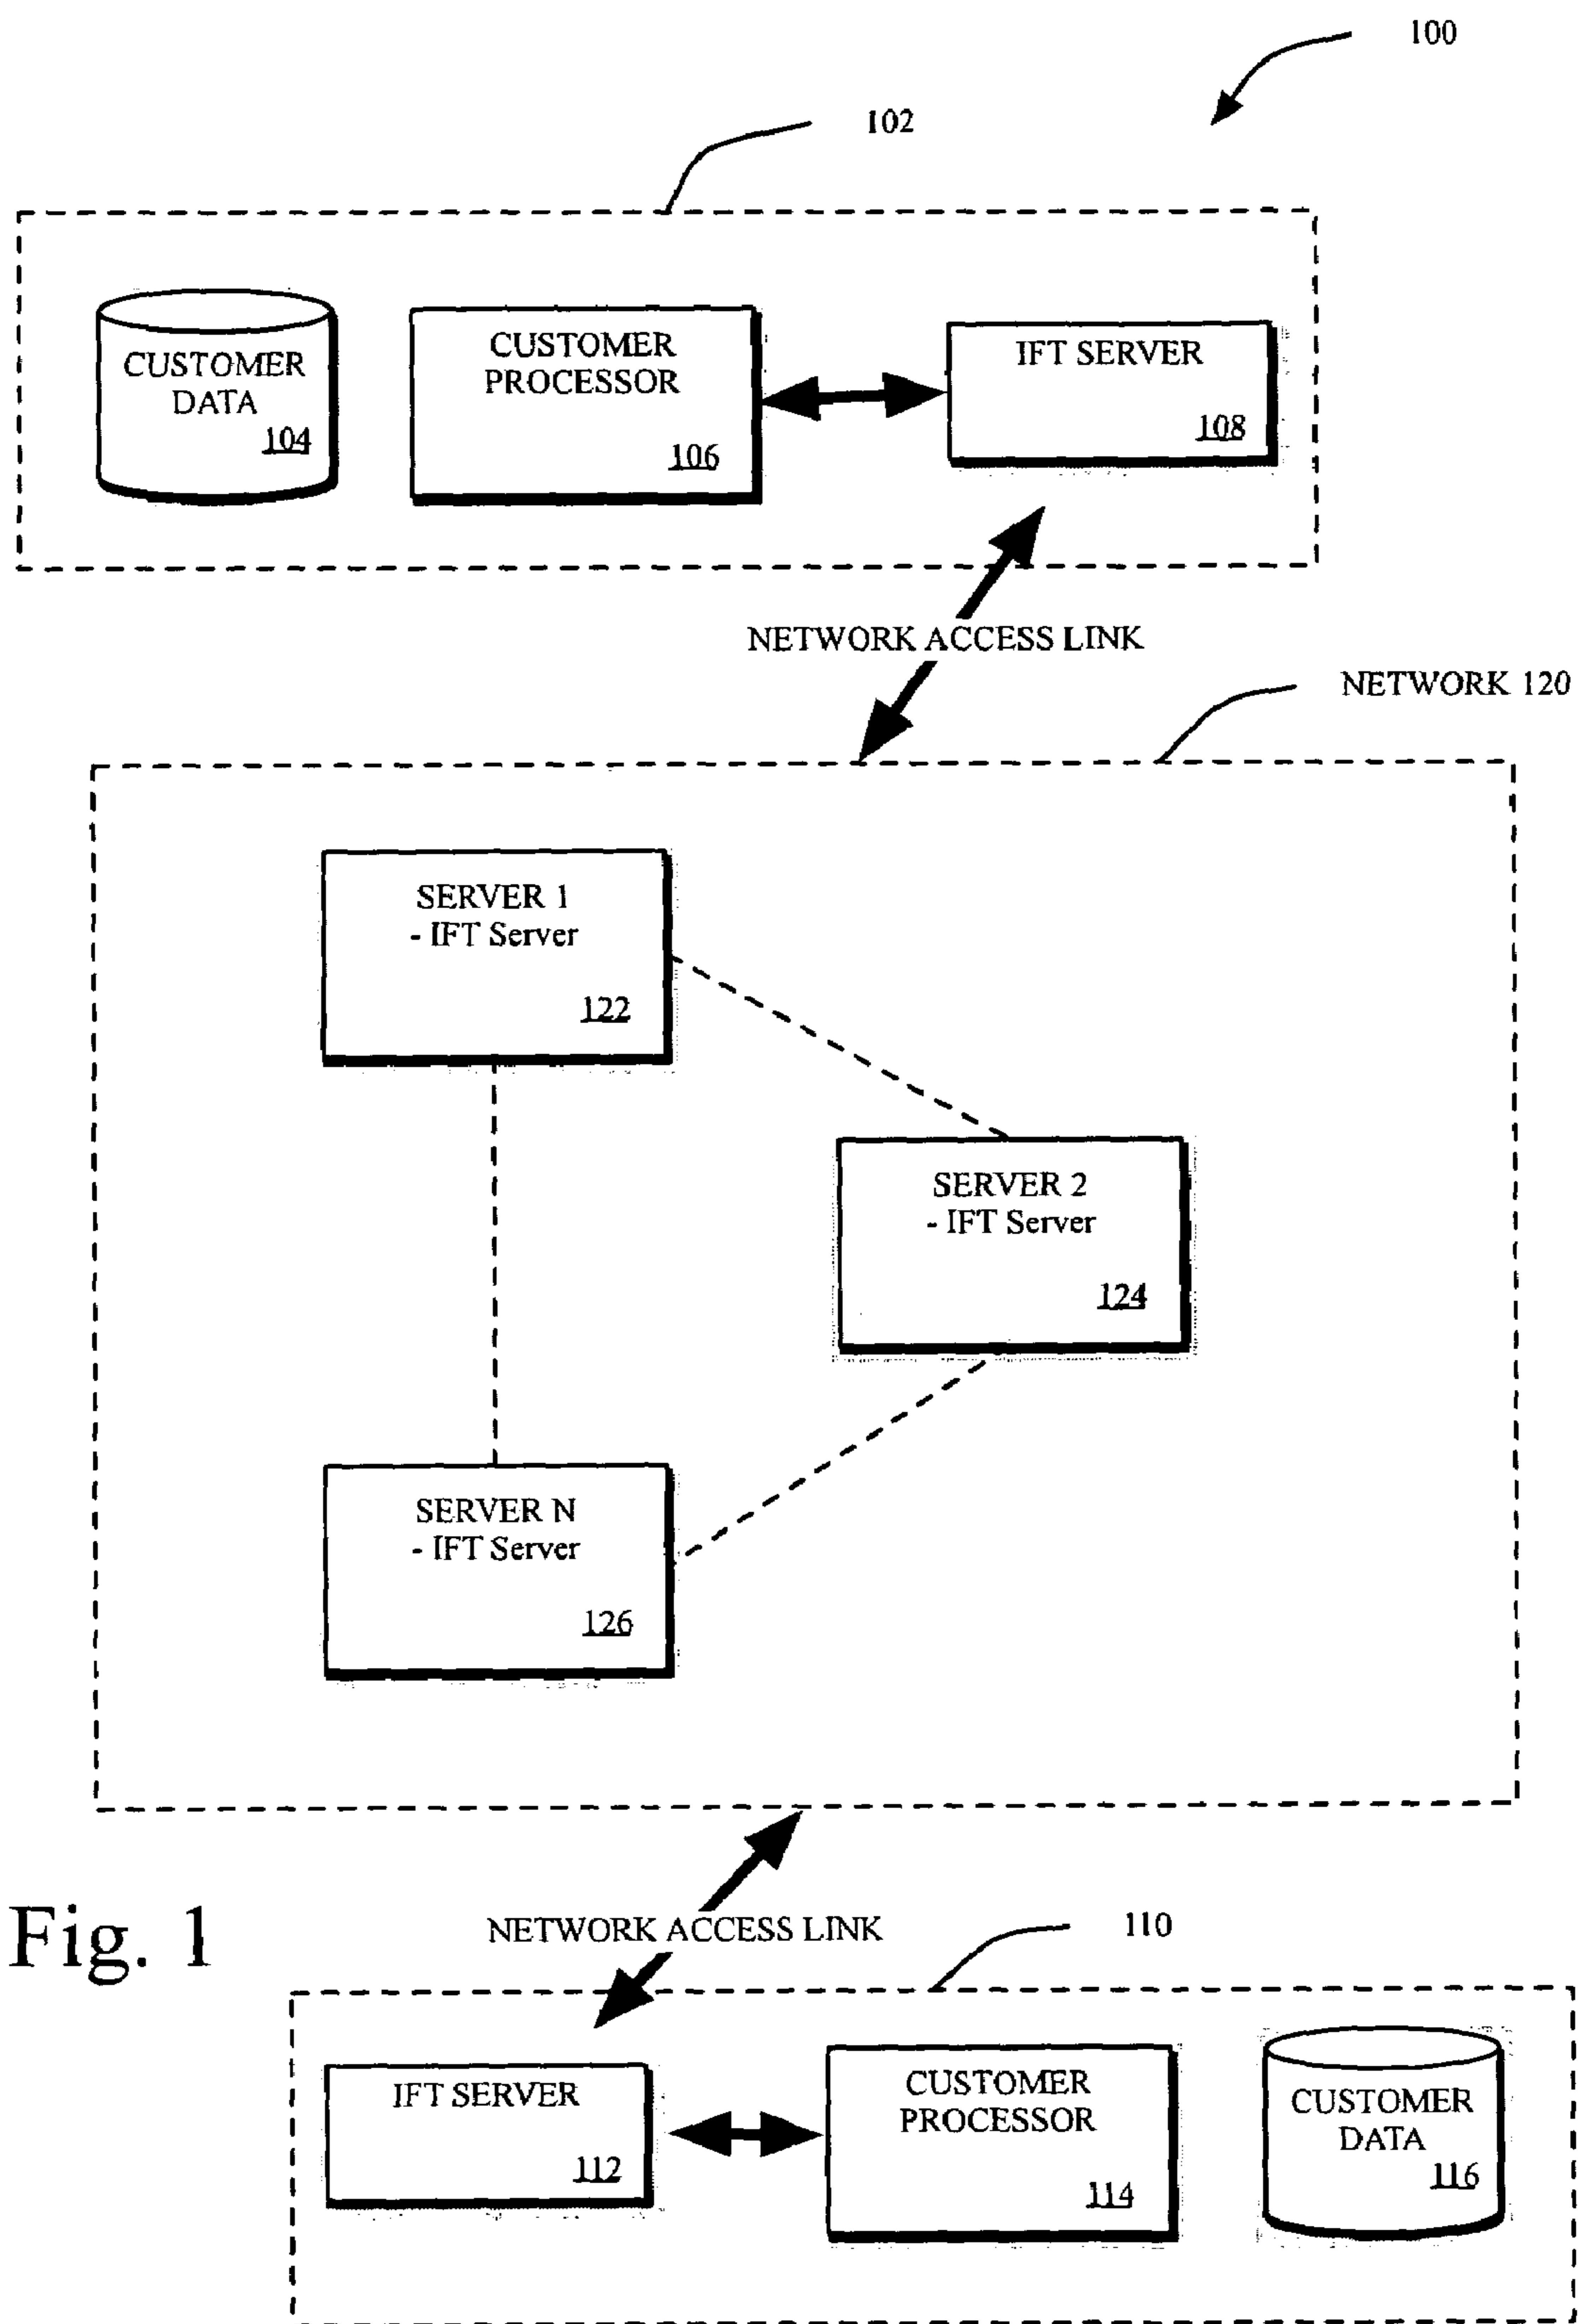 100
102
CUSTOMER
DATA
104
CUSTOMER
PROCESSOR
106
IFT SERVER
108
NETWORK ACCESS LINK
NETWORK 120
SERVER 1
- IFT Server
122
SERVER 2
- IFT Server
124
SERVER N
- IFT Server
126
Fig. 1
NETWORK ACCESS LINK
110
IFT SERVER
112
CUSTOMER
PROCESSOR
114
CUSTOMER
DATA
116